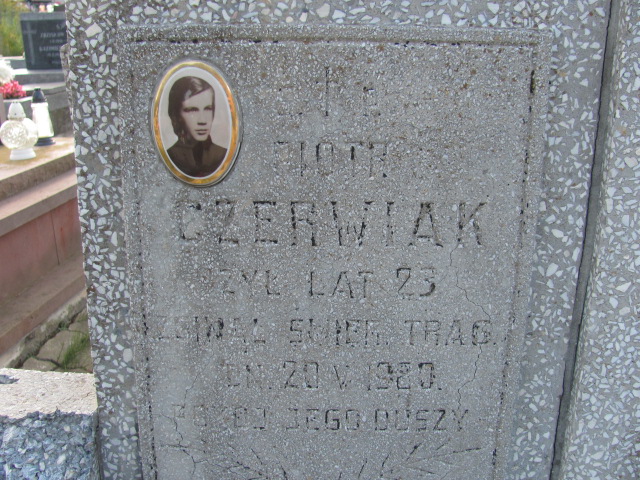 PIOTR
CZERWIAK
ŻYŁ LAT 23
ZGINĄŁ ŚMIER. TRAG.
DN. 20 V 1980.
POKÓJ JEGO DUSZY